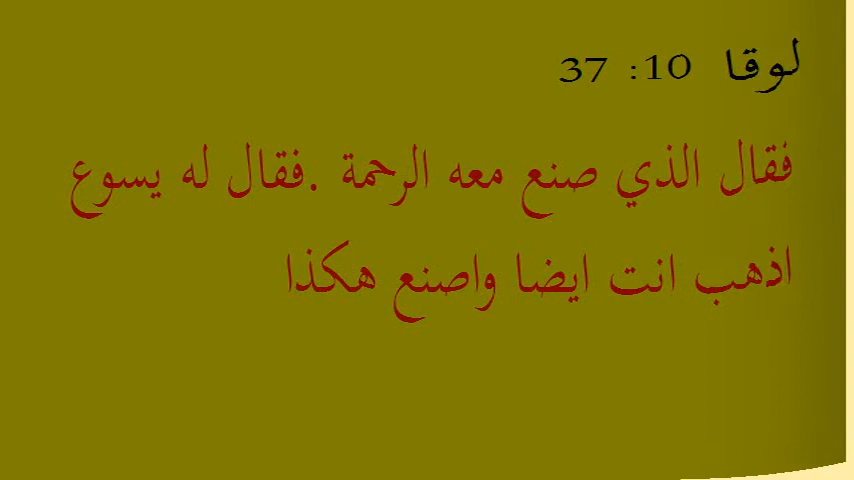 لوقا 10: 37
فقال الذي صنع معه الرحمة .فقال له يسوع
اذهب انت ايضا واصنع هكذا